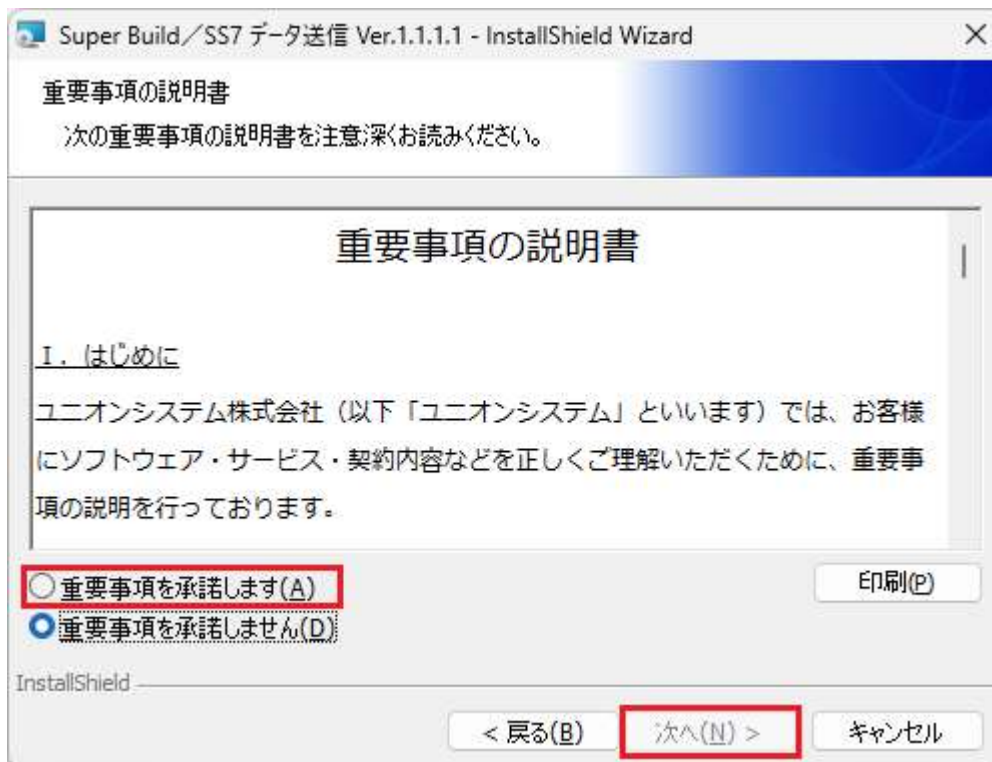 Super Build／SS7 データ送信 Ver.1.1.1.1 - InstallShield Wizard
重要事項の説明書
次の重要事項の説明書を注意深くお読みください。
重要事項の説明書
Ⅰ．はじめに
ユニオンシステム株式会社（以下「ユニオンシステム」といいます）では、お客様
にソフトウェア・サービス・契約内容などを正しくご理解いただくために、重要事
項の説明を行っております。
重要事項を承諾します(A)
印刷(P)
重要事項を承諾しません(D)
InstallShield
< 戻る(B)
次へ(N) >
キャンセル